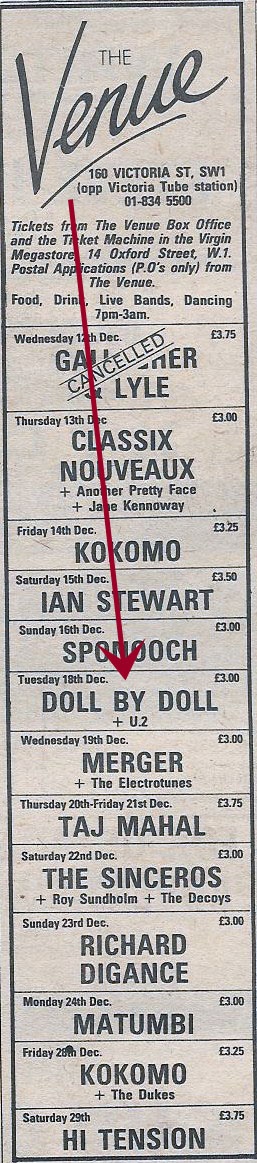 THE
Venue
160 VICTORIA ST, SW1
(opp Victoria Tube station)
01-834 5500
Tickets from The Venue Box Office
and the Ticket Machine in the Virgin
Megastore, 14 Oxford Street, W.1.
Postal Applications (P.O's only) from
The Venue.
Food, Drink, Live Bands, Dancing
7pm-3am.
Wednesday 12th Dec. £3.75
GALLAGHER
CANCELLED
& LYLE
Thursday 13th Dec £3.00
CLASSIX
NOUVEAUX
+ Another Pretty Face
+ Jane Kennoway
Friday 14th Dec. £3.25
KOKOMO
Saturday 15th Dec. £3.50
IAN STEWART
Sunday 16th Dec. £3.00
SPONOOCH
Tuesday 18th Dec. £3.00
DOLL BY DOLL
+ U.2
Wednesday 19th Dec. £3.00
MERGER
+ The Electrotunes
Thursday 20th-Friday 21st Dec. £3.75
TAJ MAHAL
Saturday 22nd Dec. £3.00
THE SINCEROS
+ Roy Sundholm + The Decoys
Sunday 23rd Dec. £3.00
RICHARD
DIGANCE
Monday 24th Dec. £3.00
MATUMBI
Friday 28th Dec. £3.25
KOKOMO
+ The Dukes
Saturday 29th £3.75
HI TENSION